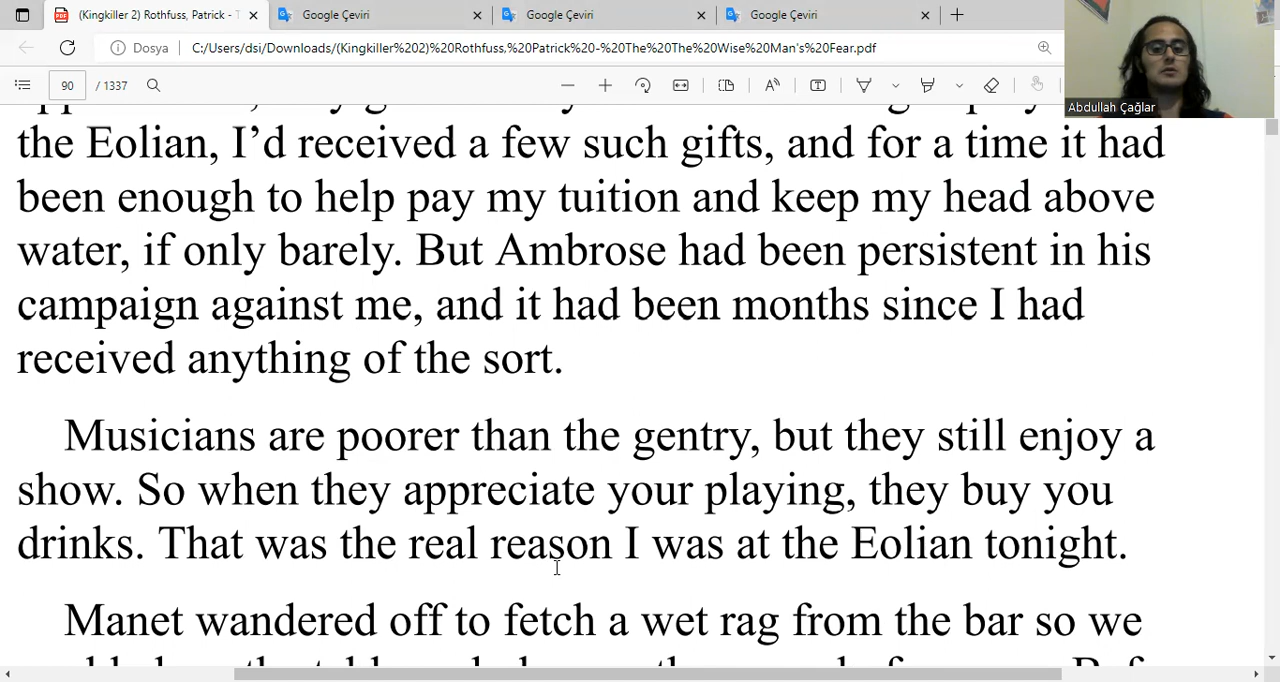 (Kingkiller 2) Rothfuss, Patrick - T
Google Çeviri
Google Çeviri
Google Çeviri
Dosya
C:/Users/dsi/Downloads/(Kingkiller%202)%20Rothfuss,%20Patrick%20-%20The%20The%20Wise%20Man's%20Fear.pdf
90 / 1337
Abdullah Çağlar
the Eolian, I’d received a few such gifts, and for a time it had
been enough to help pay my tuition and keep my head above
water, if only barely. But Ambrose had been persistent in his
campaign against me, and it had been months since I had
received anything of the sort.
Musicians are poorer than the gentry, but they still enjoy a
show. So when they appreciate your playing, they buy you
drinks. That was the real reason I was at the Eolian tonight.
Manet wandered off to fetch a wet rag from the bar so we